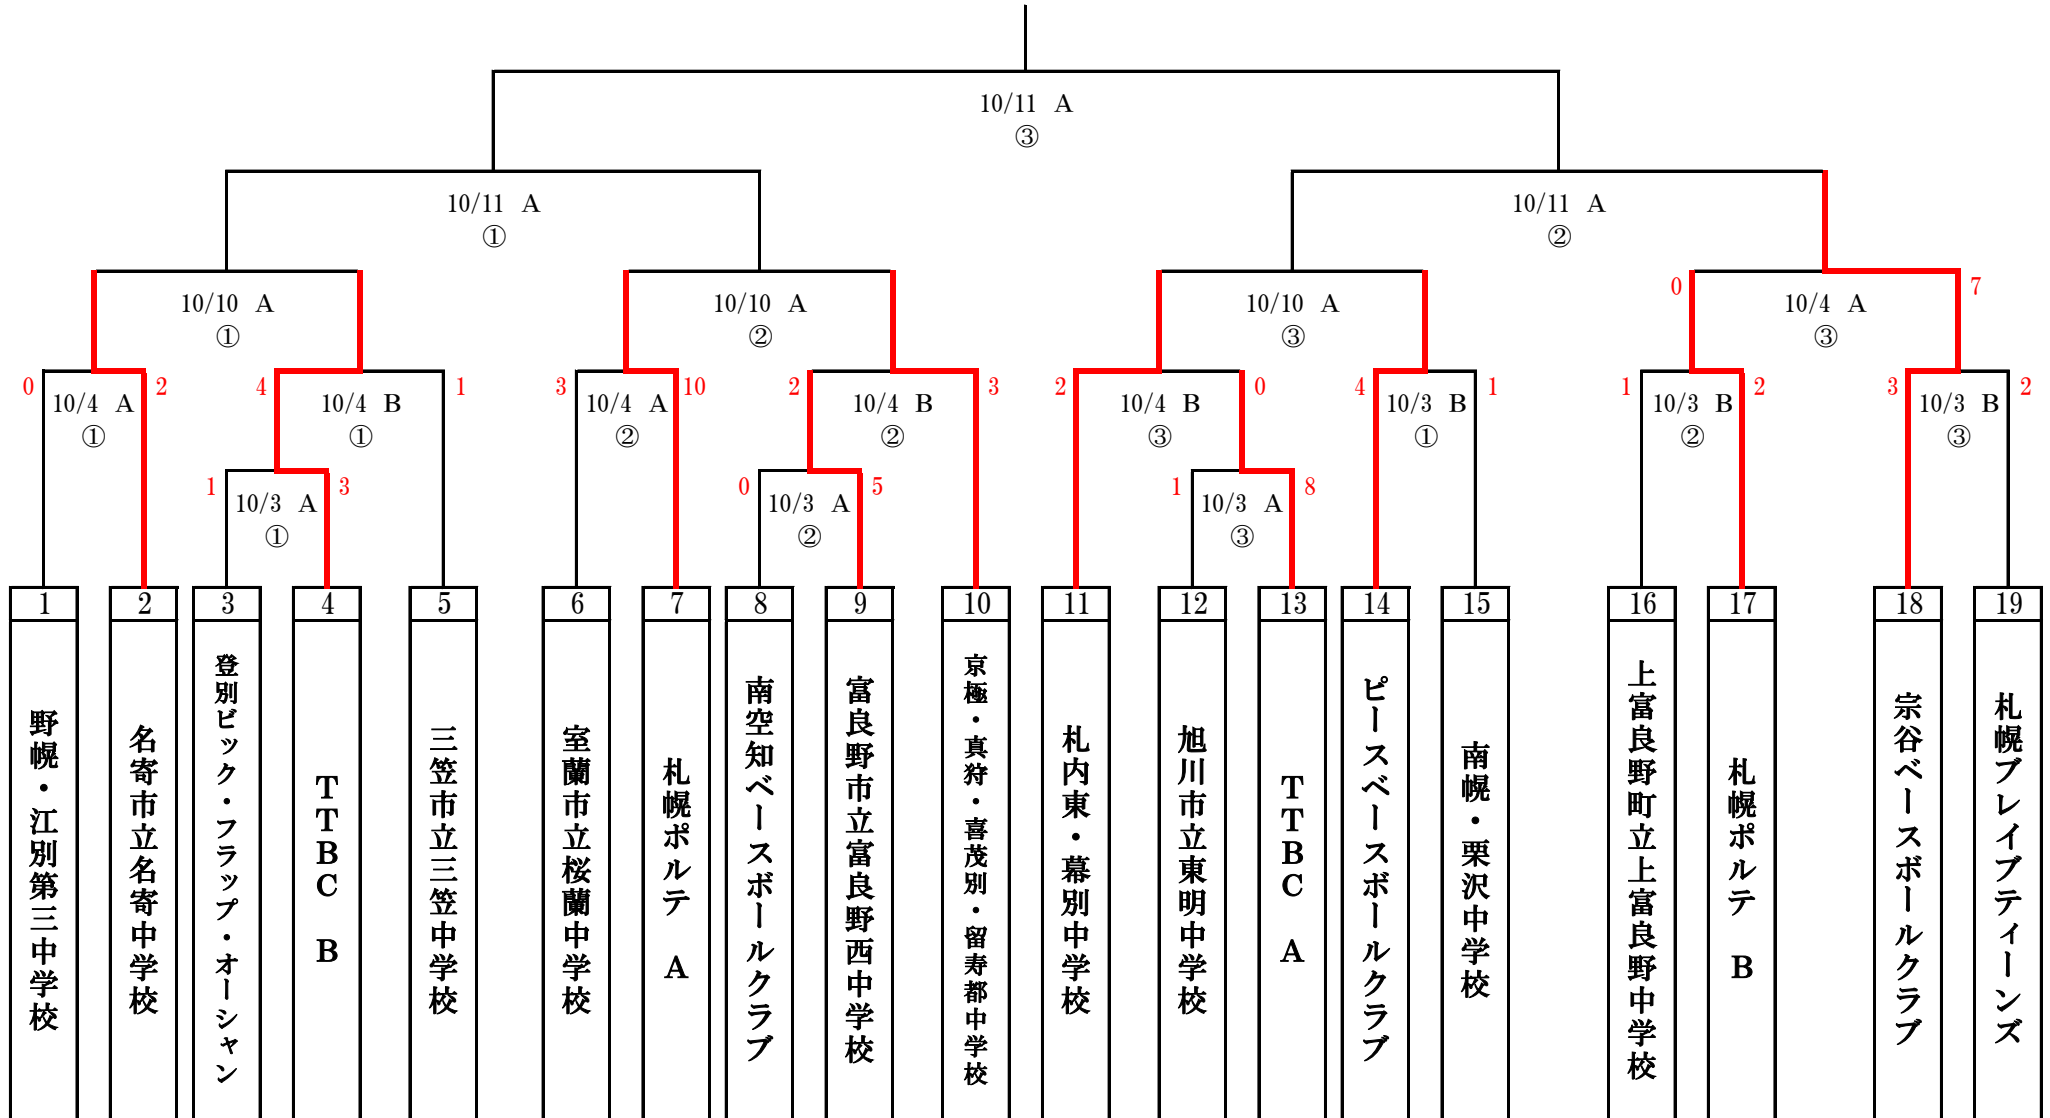 10/11 A
③
10/11 A
①
10/11 A
②
10/10 A
①
10/10 A
②
10/10 A
③
0
7
10/4 A
③
0
2
10/4 A
①
4
1
10/4 B
①
3
10
10/4 A
②
2
3
10/4 B
②
2
0
10/4 B
③
4
1
10/3 B
①
1
2
10/3 B
②
3
2
10/3 B
③
1
3
10/3 A
①
0
5
10/3 A
②
1
8
10/3 A
③
1
野幌・江別第三中学校
2
名寄市立名寄中学校
3
登別ビック・フラップ・オーシャン
4
TTBC B
5
三笠市立三笠中学校
6
室蘭市立桜蘭中学校
7
札幌ポルテ A
8
南空知ベースボールクラブ
9
富良野市立富良野西中学校
10
京極・真狩・喜茂別・留寿都中学校
11
札内東・幕別中学校
12
旭川市立東明中学校
13
TTBC A
14
ピースベースボールクラブ
15
南幌・栗沢中学校
16
上富良野町立上富良野中学校
17
札幌ポルテ B
18
宗谷ベースボールクラブ
19
札幌ブレイブティーンズ